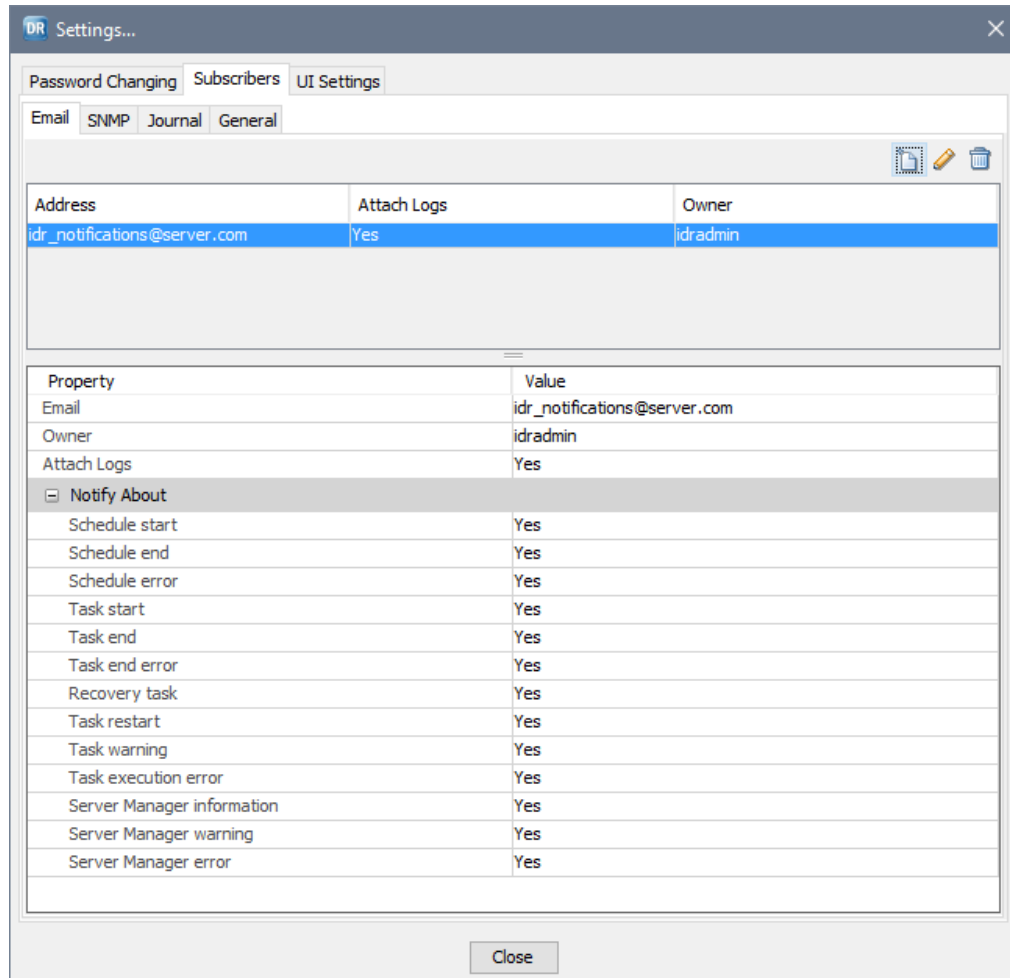 DR Settings...
Password Changing Subscribers UI Settings
Email SNMP Journal General
Address Attach Logs Owner
idr_notifications@server.com Yes idradmin
Property Value
Email idr_notifications@server.com
Owner idradmin
Attach Logs Yes
Notify About
Schedule start Yes
Schedule end Yes
Schedule error Yes
Task start Yes
Task end Yes
Task end error Yes
Recovery task Yes
Task restart Yes
Task warning Yes
Task execution error Yes
Server Manager information Yes
Server Manager warning Yes
Server Manager error Yes
Close